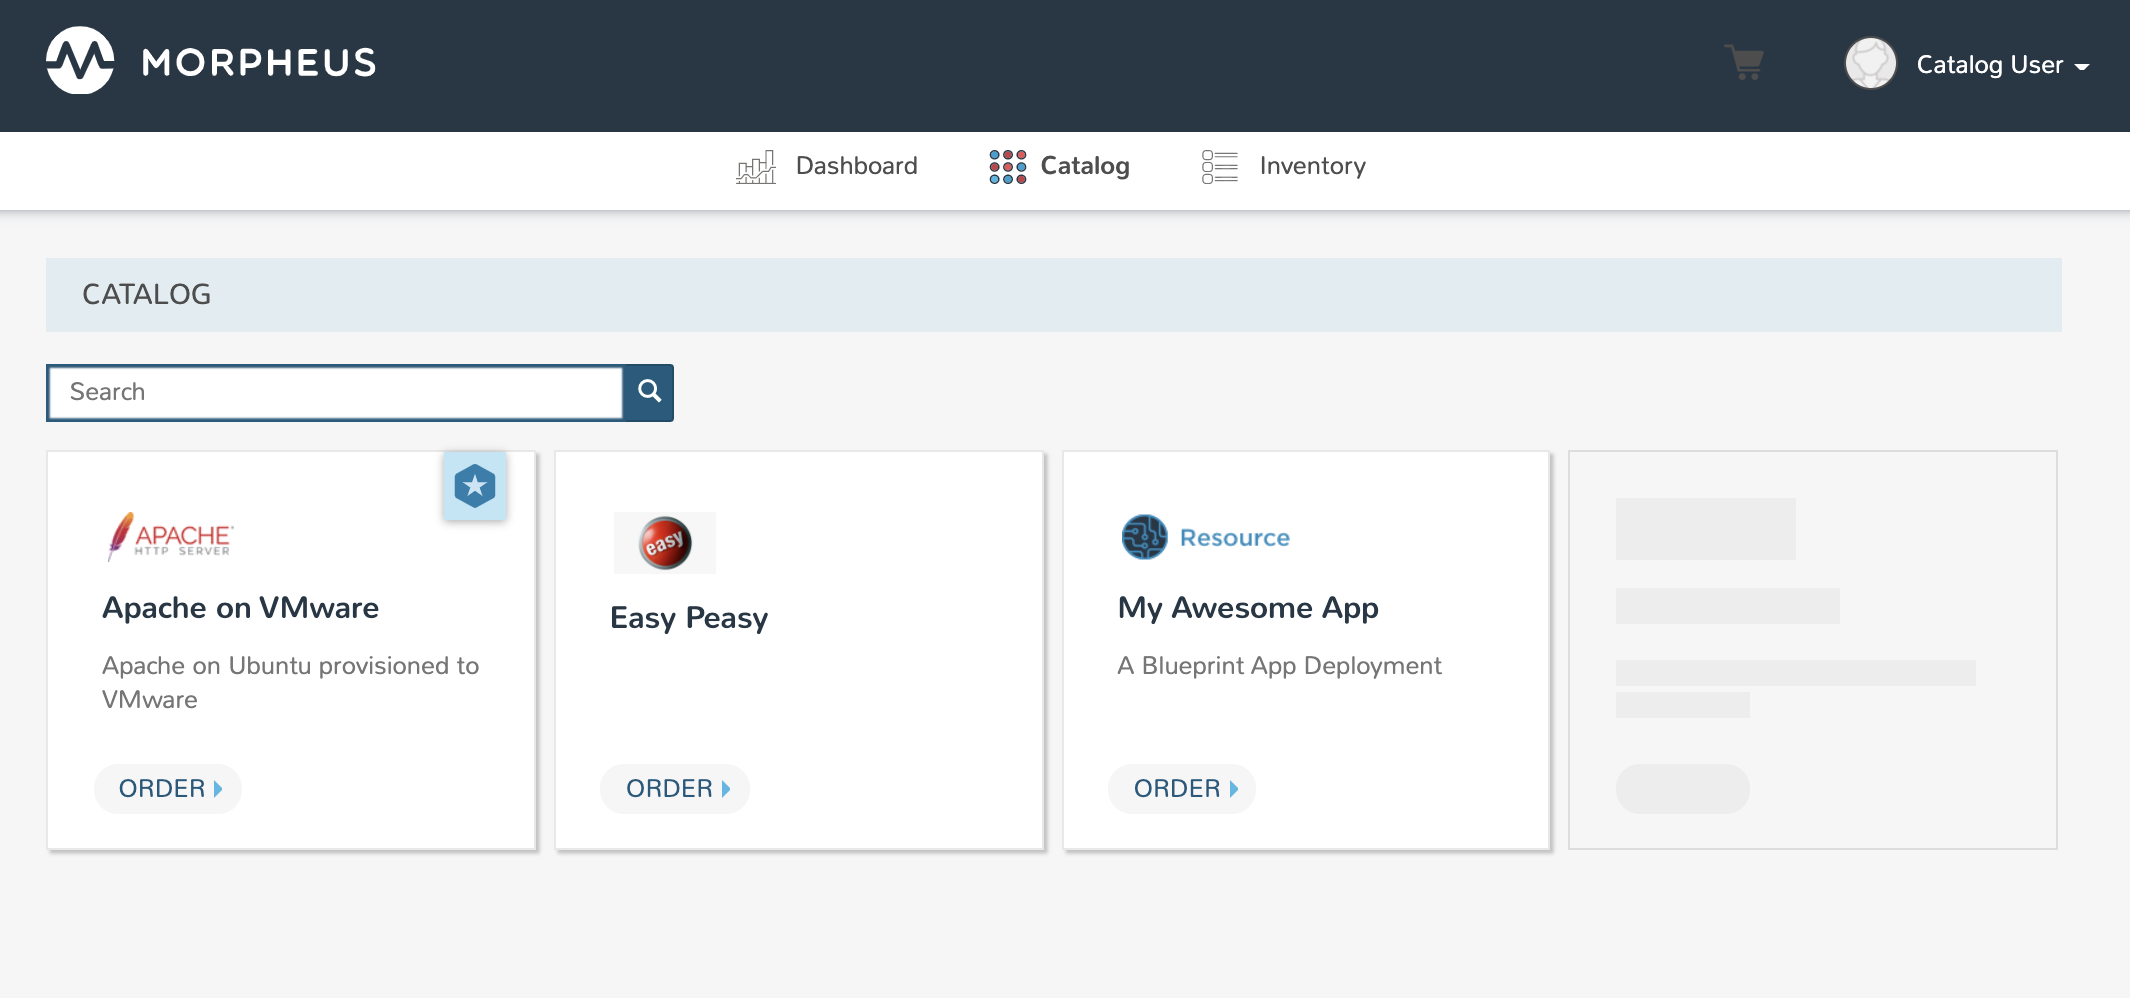 MORPHEUS
Catalog User
Dashboard
Catalog
Inventory
CATALOG
Search
APACHE
HTTP SERVER
Apache on VMware
Apache on Ubuntu provisioned to
VMware
ORDER
easy
Easy Peasy
ORDER
Resource
My Awesome App
A Blueprint App Deployment
ORDER